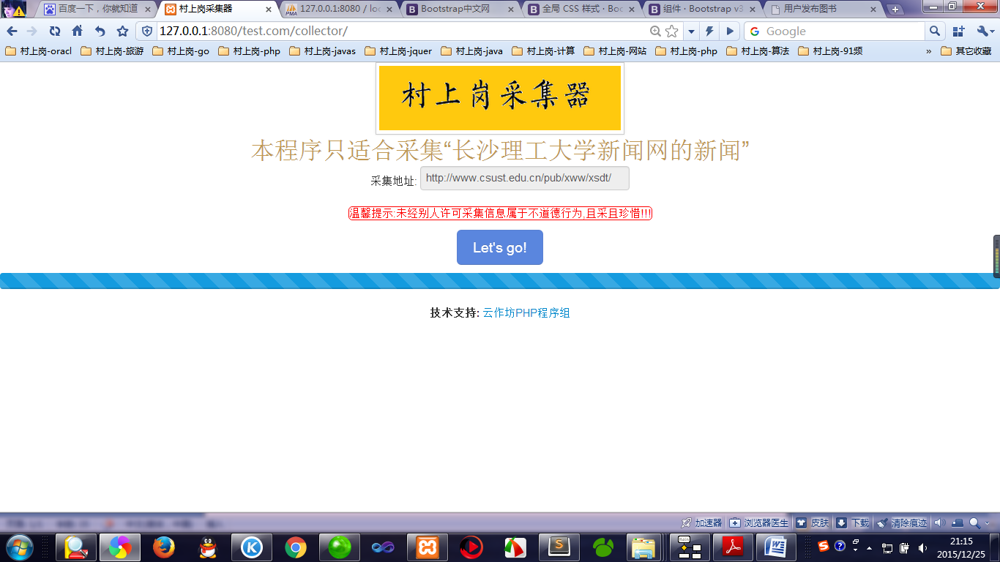 百度一下，你就知道
村上岗采集器
127.0.0.1:8080 / loc
Bootstrap中文网
全局 CSS 样式 · Boo
组件 · Bootstrap v3
用户发布图书
127.0.0.1:8080/test.com/collector/
Google
村上岗-oracl
村上岗-旅游
村上岗-go
村上岗-php
村上岗-javas
村上岗-jquer
村上岗-java
村上岗-计算
村上岗-网站
村上岗-php
村上岗-算法
村上岗-91频
»
其它收藏
村上岗采集器
本程序只适合采集“长沙理工大学新闻网的新闻”
采集地址: http://www.csust.edu.cn/pub/xww/xsdt/
温馨提示:未经别人许可采集信息属于不道德行为,且采且珍惜!!!
Let's go!
技术支持: 云作坊PHP程序组
加速器
浏览器医生
皮肤
下载
清除痕迹
21:15
2015/12/25